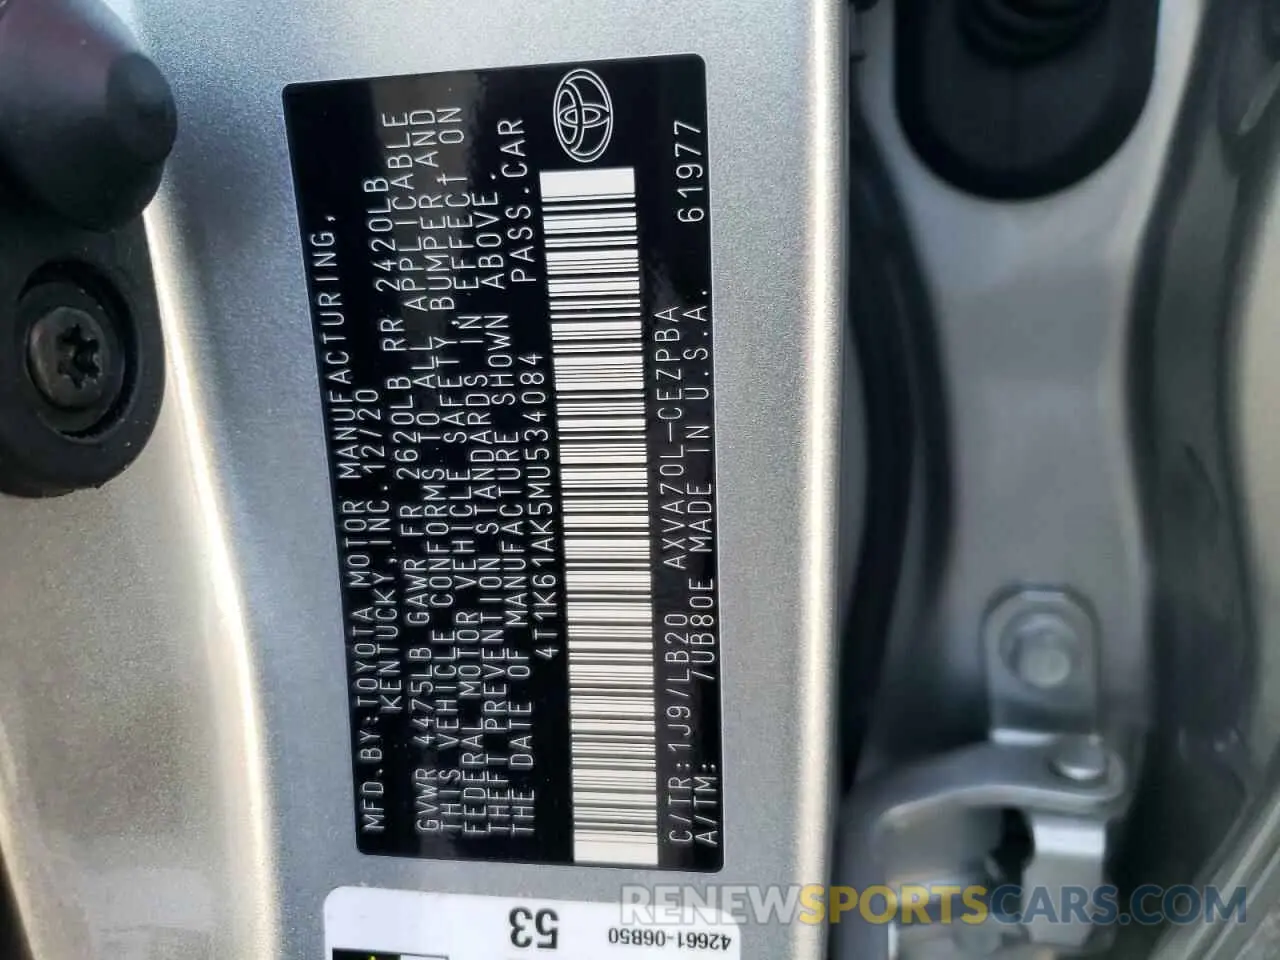 MFD.BY:TOYOTA MOTOR MANUFACTURING,
KENTUCKY,INC. 12/20
GVWR 4475LB GAWR FR 2620LB RR 2420LB
THIS VEHICLE CONFORMS TO ALL APPLICABLE
FEDERAL MOTOR VEHICLE SAFETY, BUMPER, AND
THEFT PREVENTION STANDARDS IN EFFECT ON
THE DATE OF MANUFACTURE SHOWN ABOVE.
4T1K61AK5MU534084 PASS.CAR
C/TR:1J9/LB20 AXVA70L-CEZPBA 61977
A/TM: /UB80E MADE IN U.S.A.
53
42661-06B50
RENEWSPORTSCARS.COM